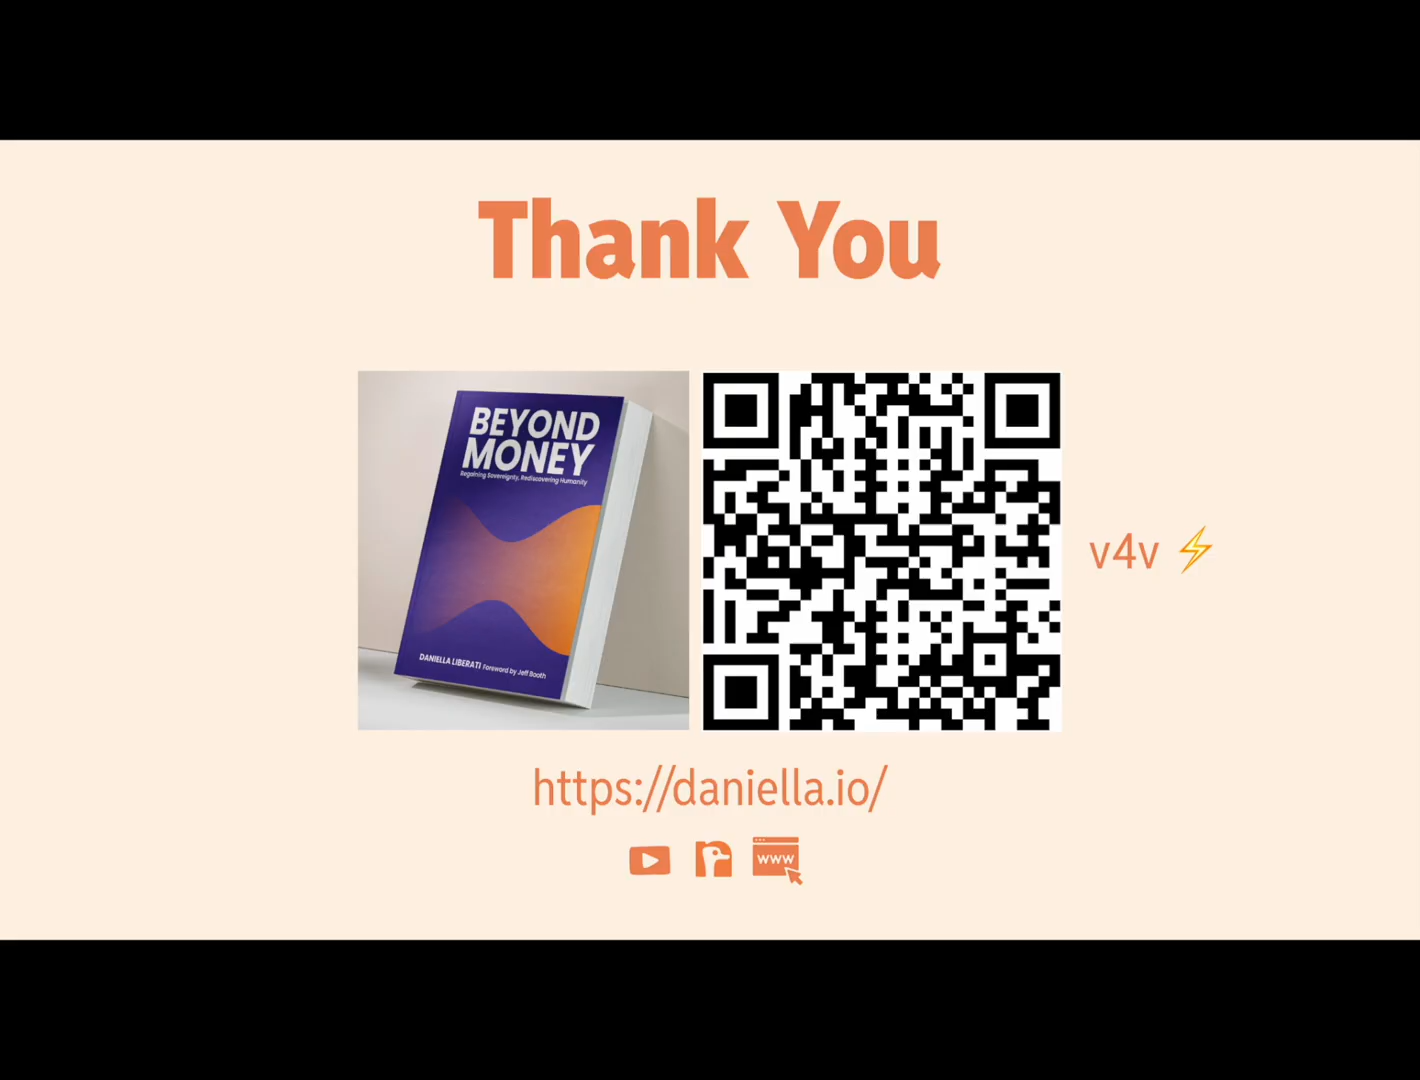 Thank You
BEYOND
MONEY
Regaining Sovereignty, Rediscovering Humanity
DANIELLA LIBERATI Foreword by Jeff Booth
v4v ⚡
https://daniella.io/
www